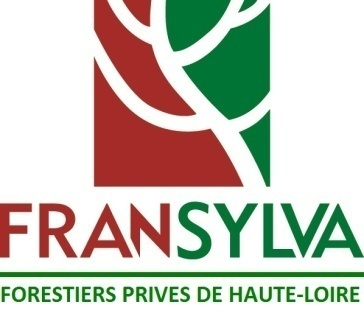 FRANSYLVA
FORESTIERS PRIVES DE HAUTE-LOIRE